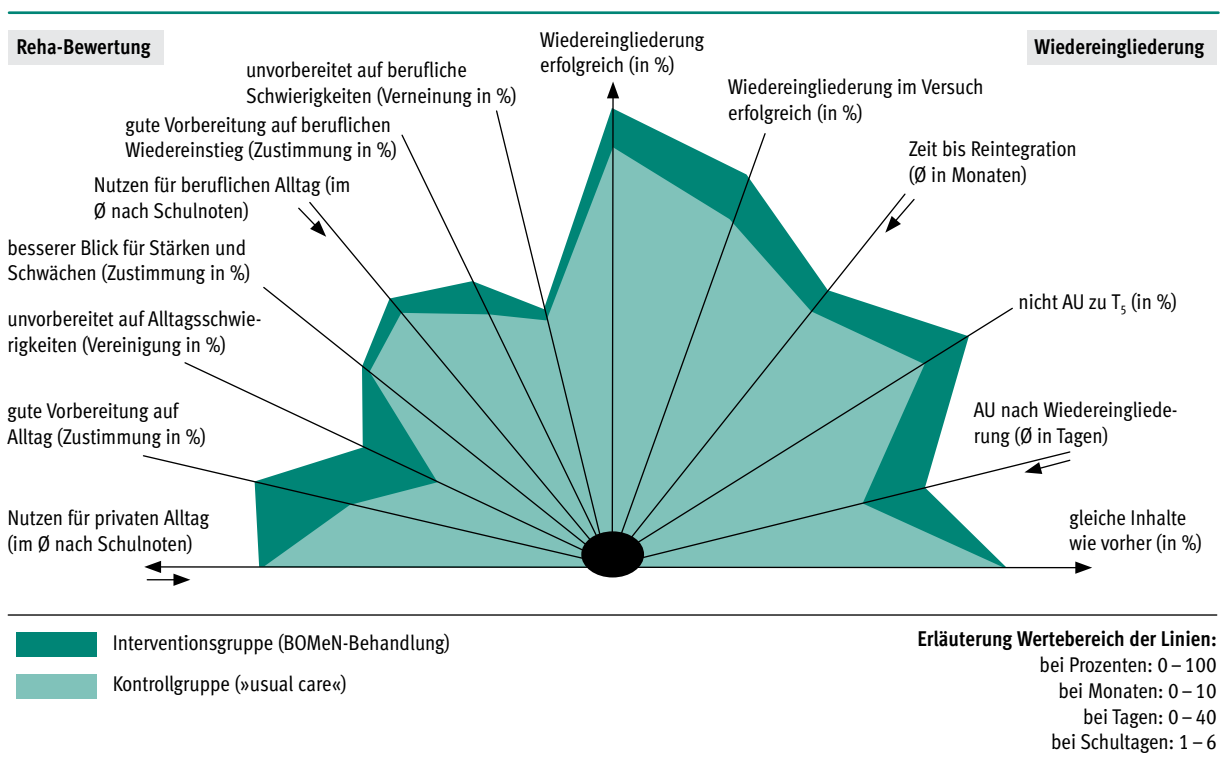 Reha-Bewertung
Wiedereingliederung
Wiedereingliederung
erfolgreich (in %)
unvorbereitet auf berufliche
Schwierigkeiten (Verneinung in %)
gute Vorbereitung auf beruflichen
Wiedereinstieg (Zustimmung in %)
Nutzen für beruflichen Alltag (im
Ø nach Schulnoten)
besserer Blick für Stärken und
Schwächen (Zustimmung in %)
unvorbereitet auf Alltagsschwie-
rigkeiten (Vereinigung in %)
gute Vorbereitung auf
Alltag (Zustimmung in %)
Nutzen für privaten Alltag
(im Ø nach Schulnoten)
Wiedereingliederung im Versuch
erfolgreich (in %)
Zeit bis Reintegration
(Ø in Monaten)
nicht AU zu T₅ (in %)
AU nach Wiedereingliede-
rung (Ø in Tagen)
gleiche Inhalte
wie vorher (in %)
Interventionsgruppe (BOMeN-Behandlung)
Kontrollgruppe (»usual care«)
Erläuterung Wertebereich der Linien:
bei Prozenten: 0 – 100
bei Monaten: 0 – 10
bei Tagen: 0 – 40
bei Schultagen: 1 – 6